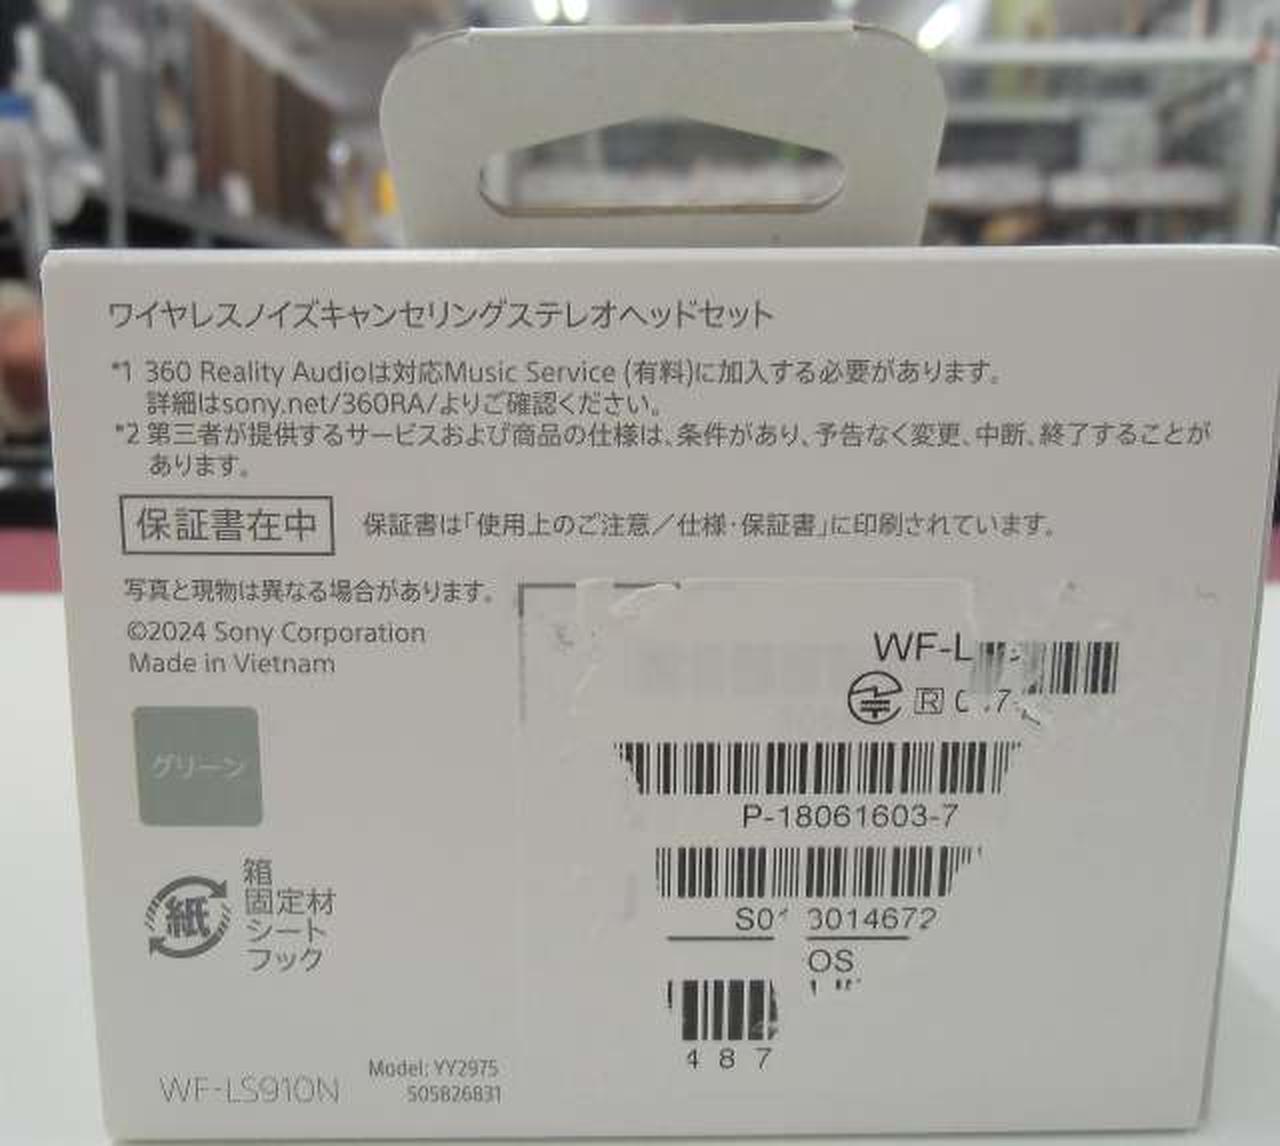 ワイヤレスノイズキャンセリングステレオヘッドセット
*1 360 Reality Audioは対応Music Service (有料)に加入する必要があります。
詳細はsony.net/360RA/よりご確認ください。
*2 第三者が提供するサービスおよび商品の仕様は、条件があり、予告なく変更、中断、終了することが
あります。
保証書在中
保証書は「使用上のご注意／仕様・保証書」に印刷されています。
写真と現物は異なる場合があります。
©2024 Sony Corporation
Made in Vietnam
グリーン
紙
箱
固定材
シート
フック
WF-LS910N
Model: YY2975
505826831
WF-L
R
P-18061603-7
3014672
OS
4 8 7